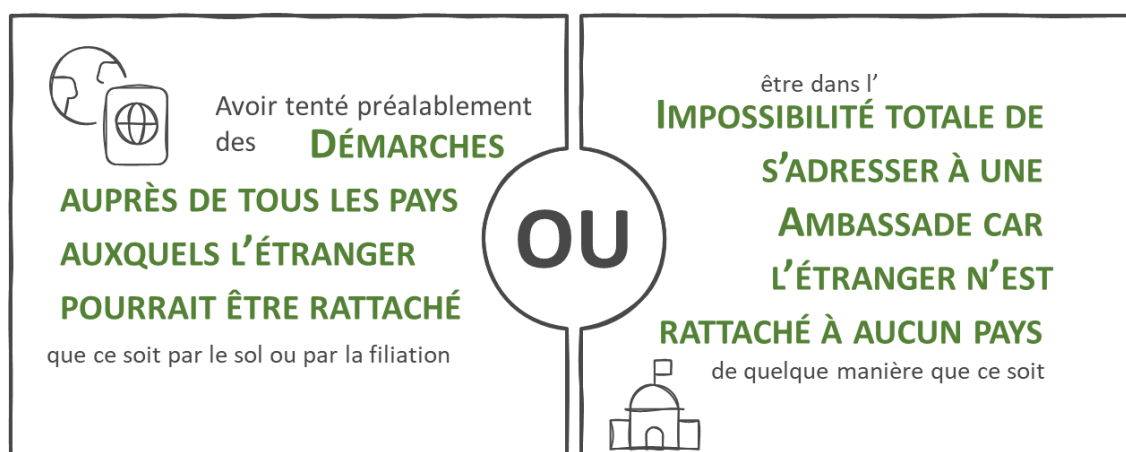 Avoir tenté préalablement
des DÉMARCHES
AUPRÈS DE TOUS LES PAYS
AUXQUELS L’ÉTRANGER
POURRAIT ÊTRE RATTACHÉ
que ce soit par le sol ou par la filiation
OU
être dans l’
IMPOSSIBILITÉ TOTALE DE
S’ADRESSER À UNE
AMBASSADE CAR
L’ÉTRANGER N’EST
RATTACHÉ À AUCUN PAYS
de quelque manière que ce soit